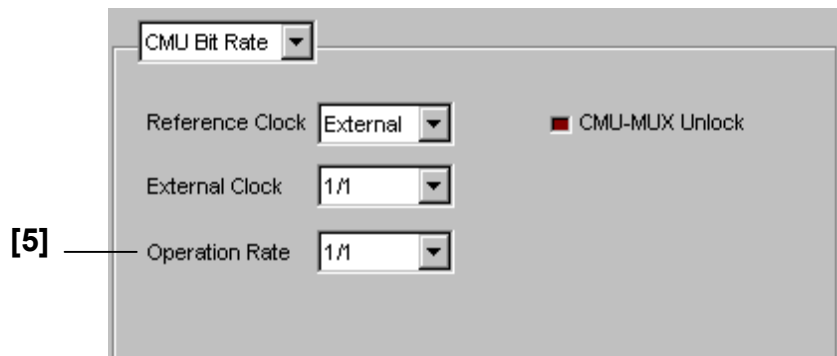 CMU Bit Rate
Reference Clock External CMU-MUX Unlock
External Clock 1/1
[5] Operation Rate 1/1